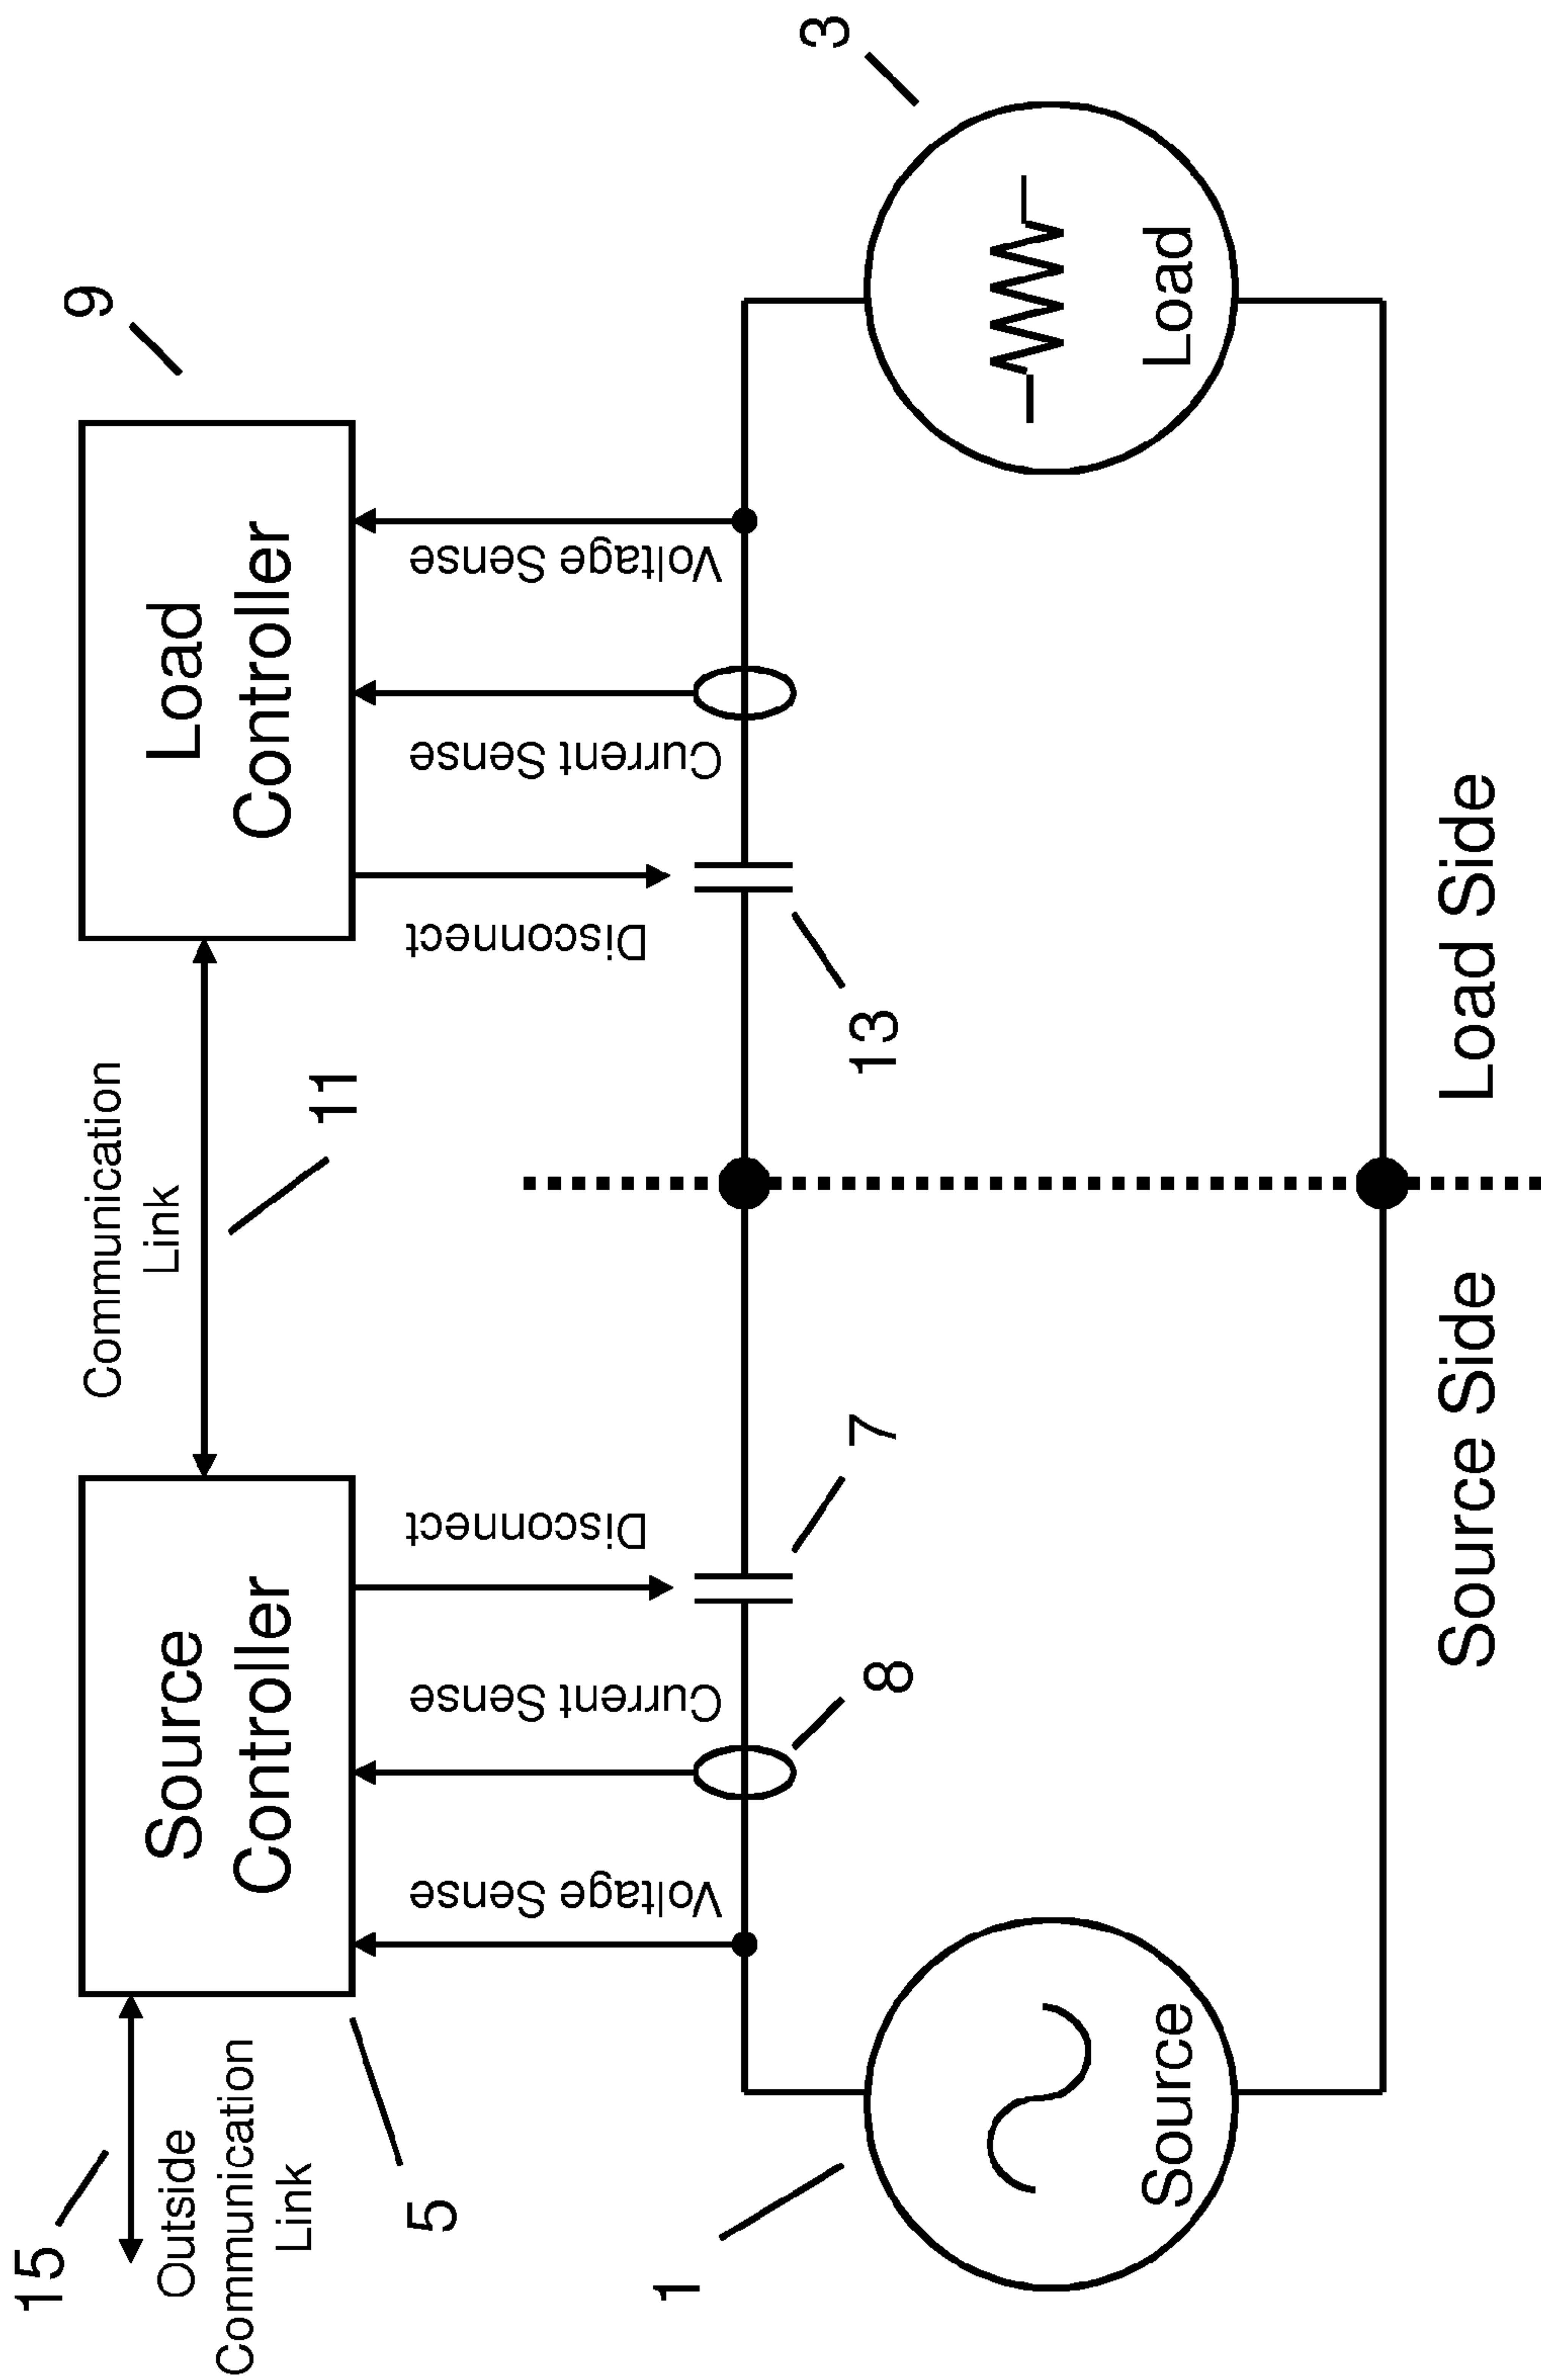 15
Outside
Communication
Link
5
Source
Controller
Communication
Link
11
Load
Controller
9
Voltage Sense
Current Sense
Disconnect
Disconnect
Current Sense
Voltage Sense
8
7
13
1
Source
3
Load
Source Side
Load Side